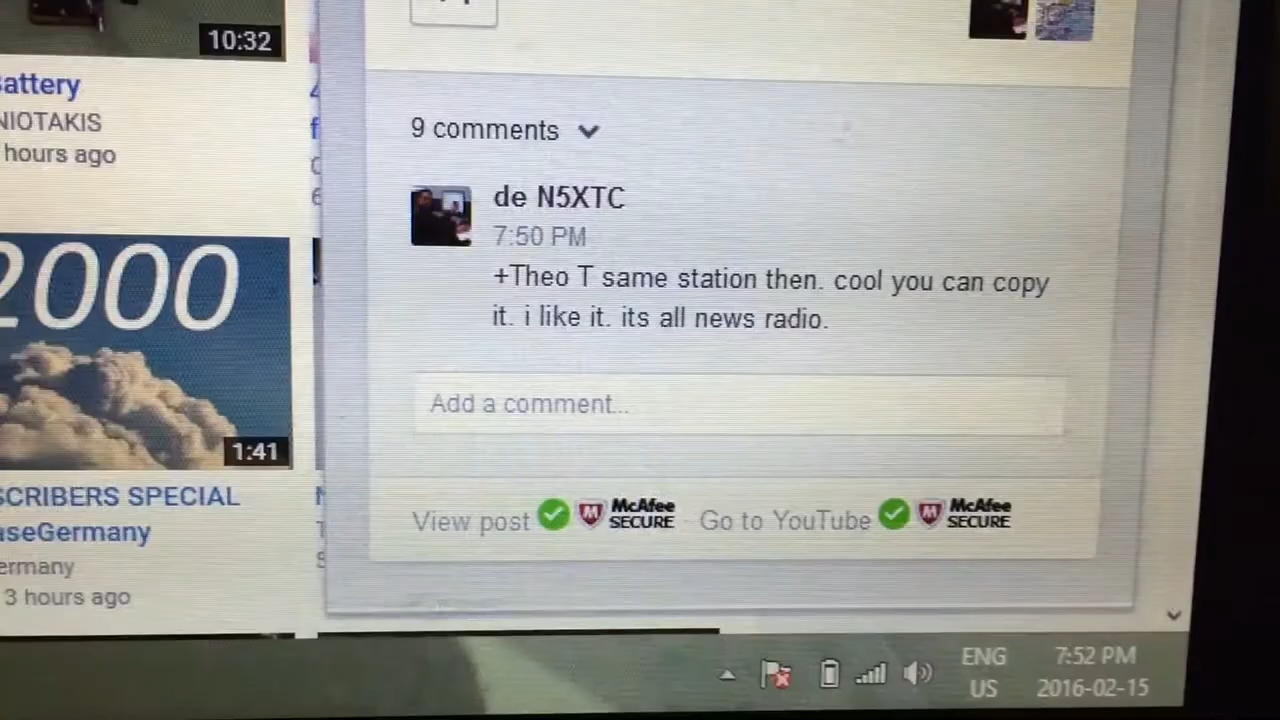 10:32
attery
NIOTAKIS
hours ago
2000
1:41
SCRIBERS SPECIAL
aseGermany
ermany
3 hours ago
9 comments
de N5XTC
7:50 PM
+Theo T same station then. cool you can copy
it. i like it. its all news radio.
Add a comment...
View post McAfee SECURE Go to YouTube McAfee SECURE
ENG 7:52 PM
US 2016-02-15